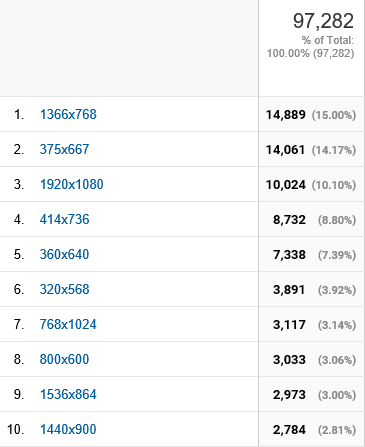 97,282
% of Total:
100.00% (97,282)
1. 1366x768 14,889 (15.00%)
2. 375x667 14,061 (14.17%)
3. 1920x1080 10,024 (10.10%)
4. 414x736 8,732 (8.80%)
5. 360x640 7,338 (7.39%)
6. 320x568 3,891 (3.92%)
7. 768x1024 3,117 (3.14%)
8. 800x600 3,033 (3.06%)
9. 1536x864 2,973 (3.00%)
10. 1440x900 2,784 (2.81%)